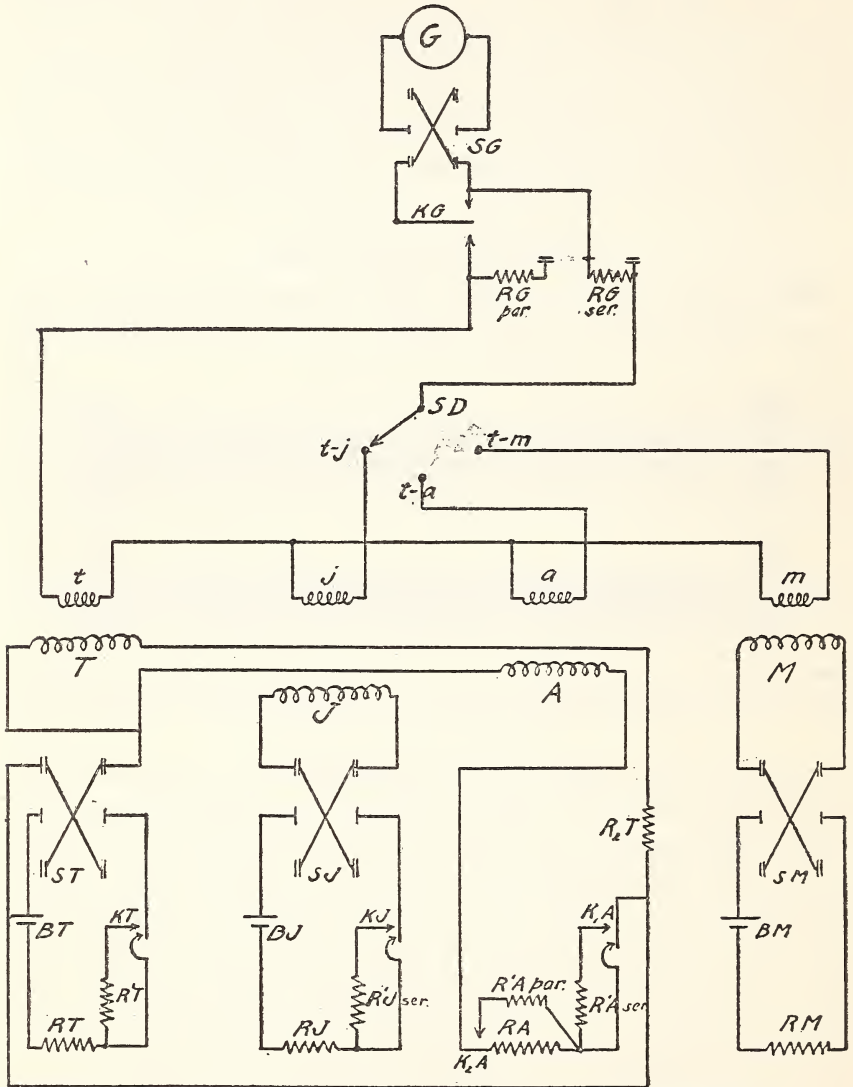 G
SG
KG
RG
par.
RG
ser.
SD
t-j
t-m
t-a
t
j
a
m
T
J
A
M
R₂T
ST
SJ
SM
BT
KT
BJ
KJ
K,A
BM
R'T
R'J ser.
R'A par.
R'A ser
RT
RJ
RA
RM
K₂A